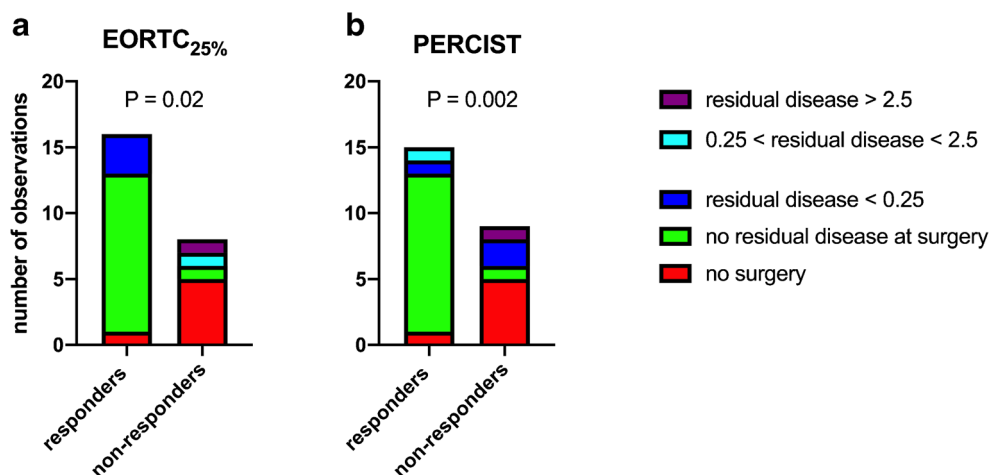 a
EORTC25%
number of observations
20
15
10
5
0
P = 0.02
responders
non-responders
b
PERCIST
20
15
10
5
0
P = 0.002
responders
non-responders
residual disease > 2.5
0.25 < residual disease < 2.5
residual disease < 0.25
no residual disease at surgery
no surgery